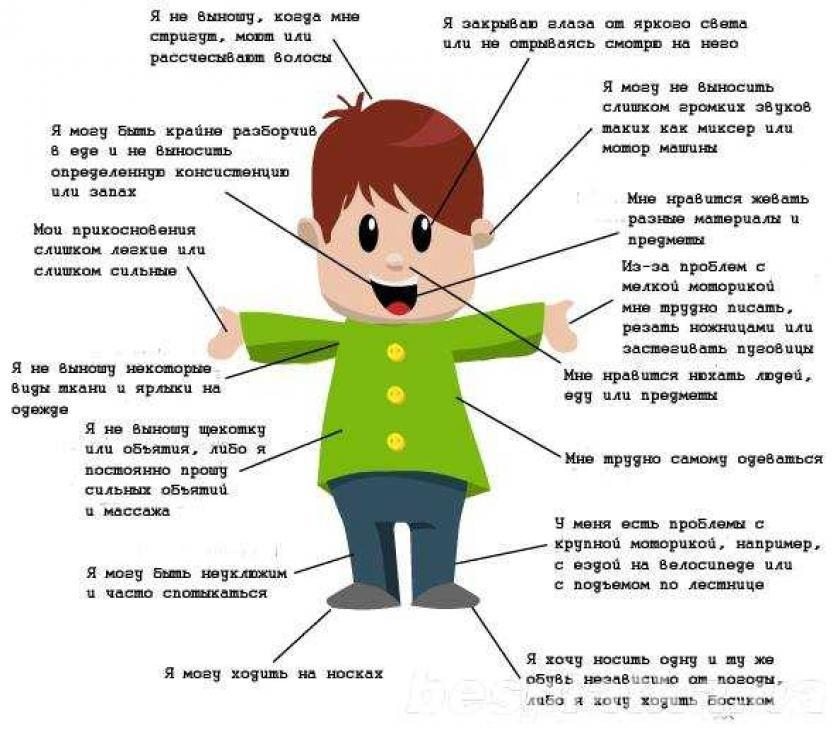 Я не выношу, когда мне
стригут, моют или
рассчесывают волосы
Я закрываю глаза от яркого света
или не отрываясь смотрю на него
Я могу не выносить
слишком громких звуков
таких как миксер или
мотор машины
Я могу быть крайне разборчив
в еде и не выносить
определенную консистенцию
или запах
Мне нравится жевать
разные материалы и
предметы
Мои прикосновения
слишком легкие или
слишком сильные
Из-за проблем с
мелкой моторикой
мне трудно писать,
резать ножницами или
застегивать пуговицы
Я не выношу некоторые
виды ткани и ярлыки на
одежде
Мне нравится нюхать людей,
еду или предметы
Я не выношу щекотку
или объятия, либо я
постоянно прошу
сильных объятий
и массажа
Мне трудно самому одеваться
У меня есть проблемы с
крупной моторикой, например,
с ездой на велосипеде или
с подъемом по лестнице
Я могу быть неуклюжим
и часто спотыкаться
Я могу ходить на носках
Я хочу носить одну и ту же
обувь независимо от погоды,
либо я хочу ходить босиком